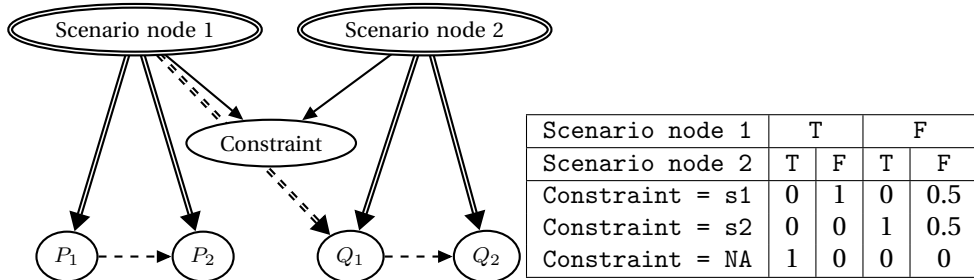 Scenario node 1
Scenario node 2
Constraint
P₁
P₂
Q₁
Q₂
Scenario node 1 T F
Scenario node 2 T F T F
Constraint = s1 0 1 0 0.5
Constraint = s2 0 0 1 0.5
Constraint = NA 1 0 0 0